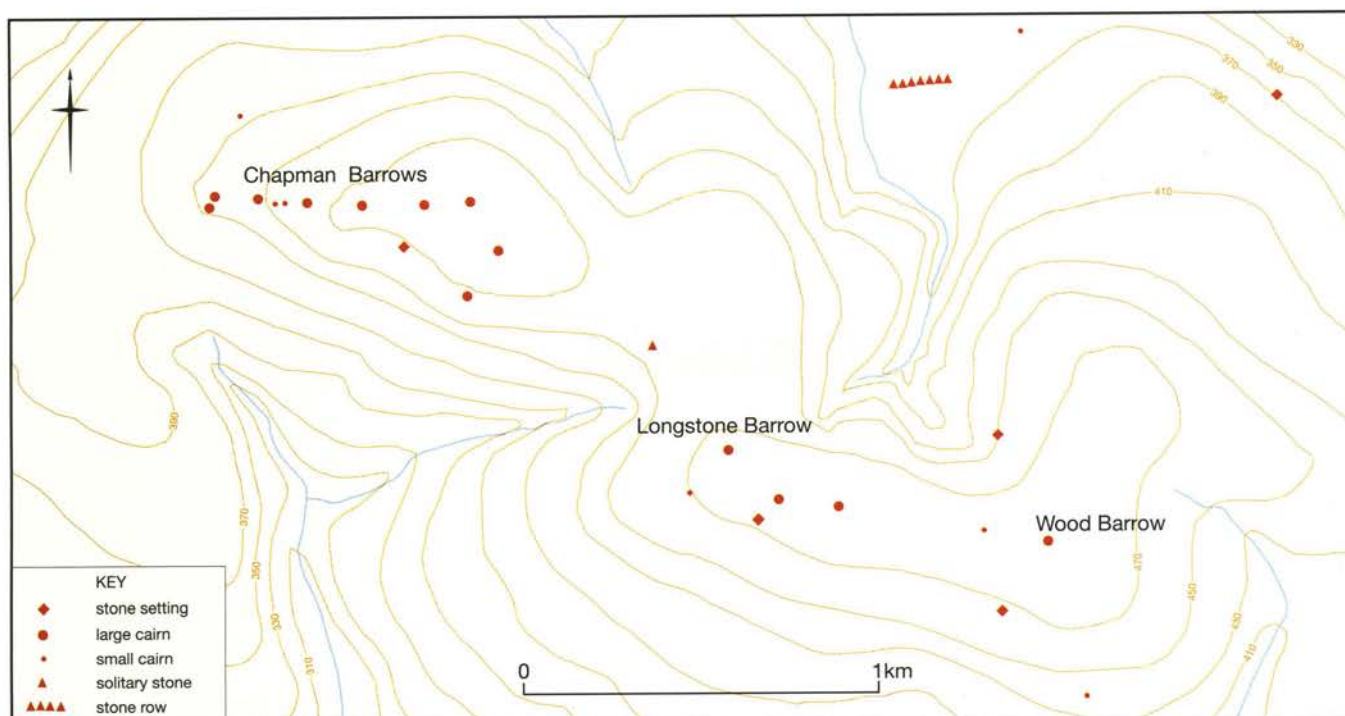 330
370
350
390
Chapman Barrows
410
Longstone Barrow
390
Wood Barrow
370
470
450
350
430
330
410
310
KEY
stone setting
large cairn
small cairn
solitary stone
stone row
0 1km